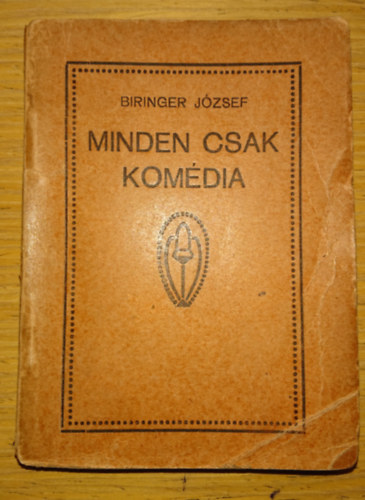 BIRINGER JÓZSEF
MINDEN CSAK
KOMÉDIA